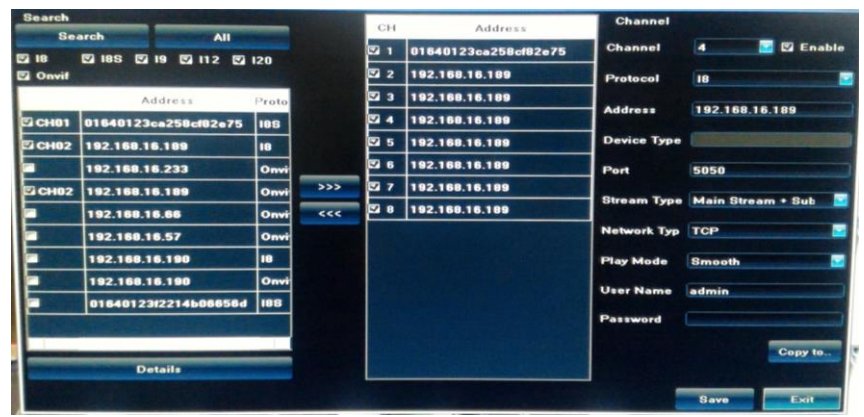 Search
Search All
I8 I8S I9 I12 I20
Onvif
Address Proto
CH01 01640123ca258cf82e75 I8S
CH02 192.168.16.189 I8
192.168.16.233 Onvif
CH02 192.168.16.189 Onvif
192.168.16.66 Onvif
192.168.16.57 Onvif
192.168.16.190 I8
192.168.16.190 Onvif
01640123f2214b06656d I8S
Details
>>>
<<<
CH Address
1 01640123ca258cf82e75
2 192.168.16.189
3 192.168.16.189
4 192.168.16.189
5 192.168.16.189
6 192.168.16.189
7 192.168.16.189
8 192.168.16.189
Channel
Channel 4 Enable
Protocol I8
Address 192.168.16.189
Device Type
Port 5050
Stream Type Main Stream + Sub
Network Typ TCP
Play Mode Smooth
User Name admin
Password
Copy to..
Save Exit